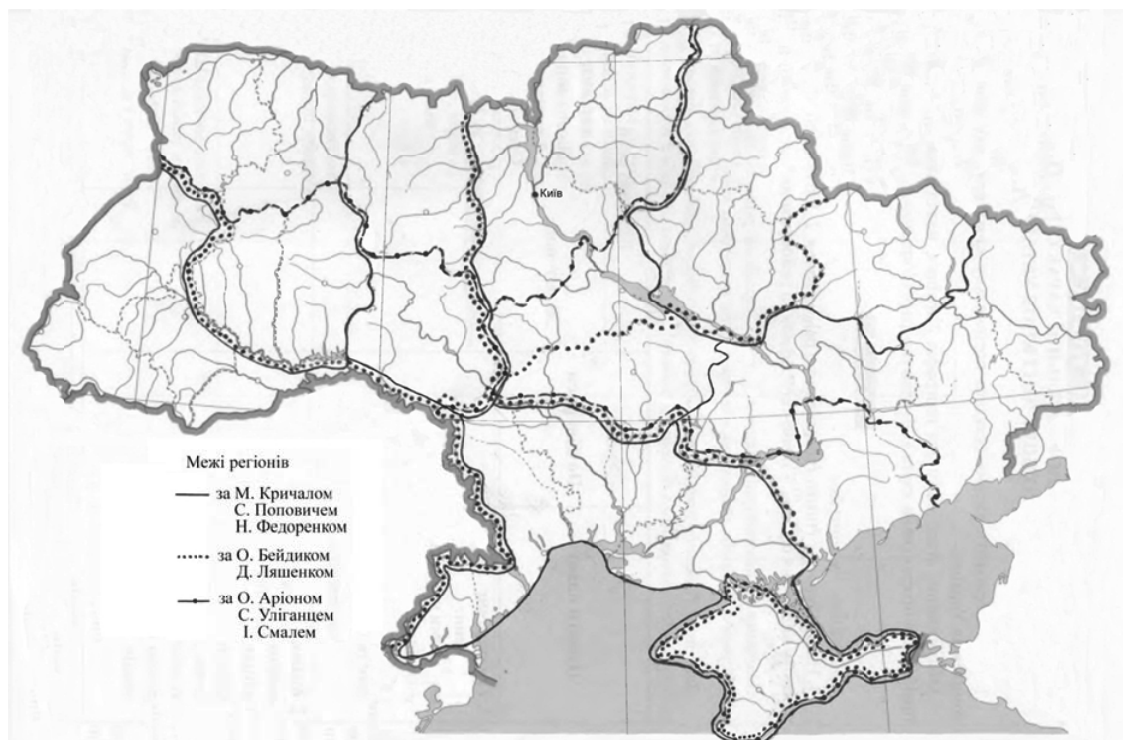 Київ
Межі регіонів
за М. Кричалом
С. Поповичем
Н. Федоренком
за О. Бейдиком
Д. Ляшенком
за О. Аріоном
С. Уліганцем
І. Смалем